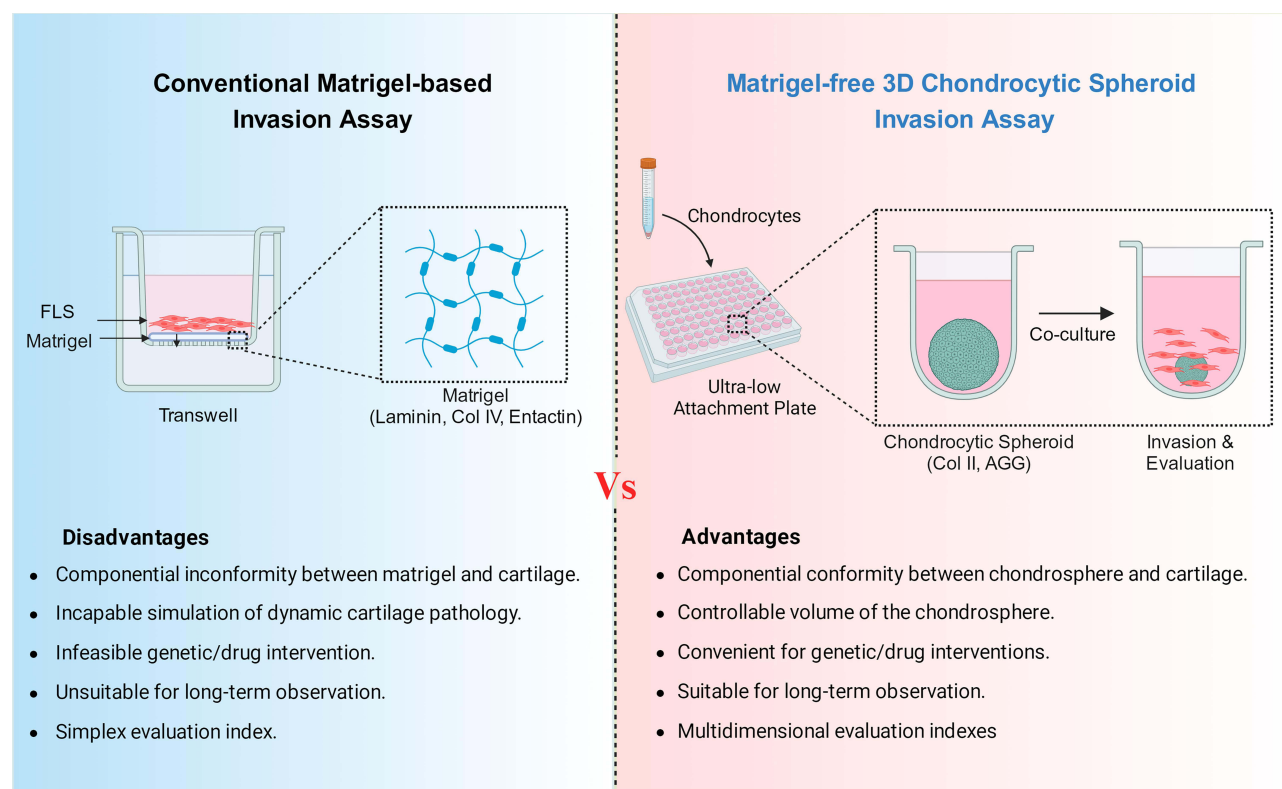 Conventional Matrigel-based
Invasion Assay
FLS
Matrigel
Transwell
Matrigel
(Laminin, Col IV, Entactin)
Disadvantages
• Componential inconformity between matrigel and cartilage.
• Incapable simulation of dynamic cartilage pathology.
• Infeasible genetic/drug intervention.
• Unsuitable for long-term observation.
• Simplex evaluation index.
Vs
Matrigel-free 3D Chondrocytic Spheroid
Invasion Assay
Chondrocytes
Ultra-low
Attachment Plate
Co-culture
Chondrocytic Spheroid
(Col II, AGG)
Invasion &
Evaluation
Advantages
• Componential conformity between chondrosphere and cartilage.
• Controllable volume of the chondrosphere.
• Convenient for genetic/drug interventions.
• Suitable for long-term observation.
• Multidimensional evaluation indexes